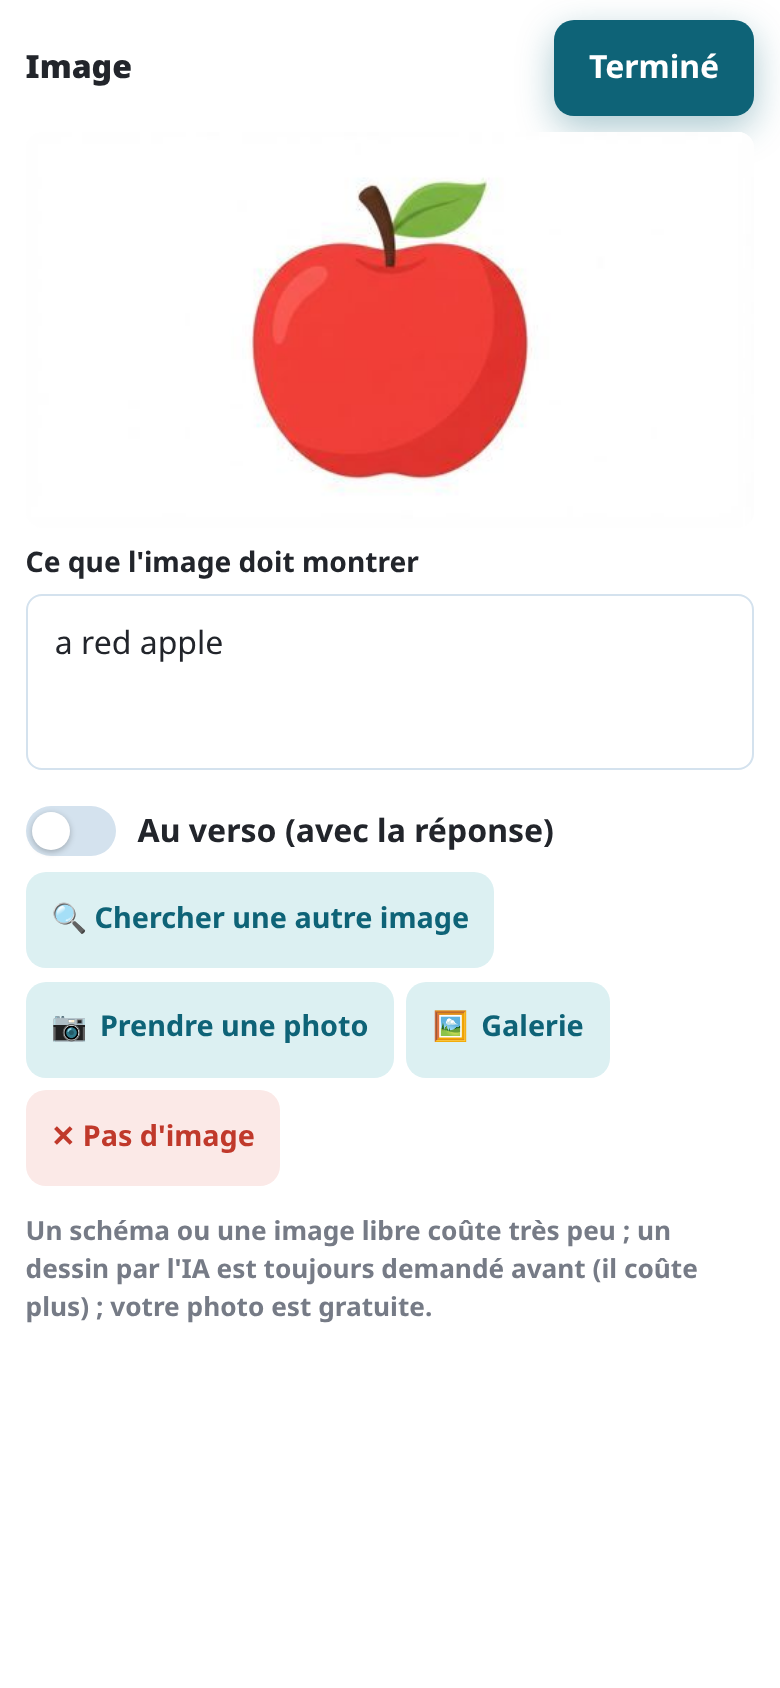 Image
Terminé
Ce que l'image doit montrer
a red apple
Au verso (avec la réponse)
🔍 Chercher une autre image
📷 Prendre une photo
🖼️ Galerie
✕ Pas d'image
Un schéma ou une image libre coûte très peu ; un
dessin par l'IA est toujours demandé avant (il coûte
plus) ; votre photo est gratuite.